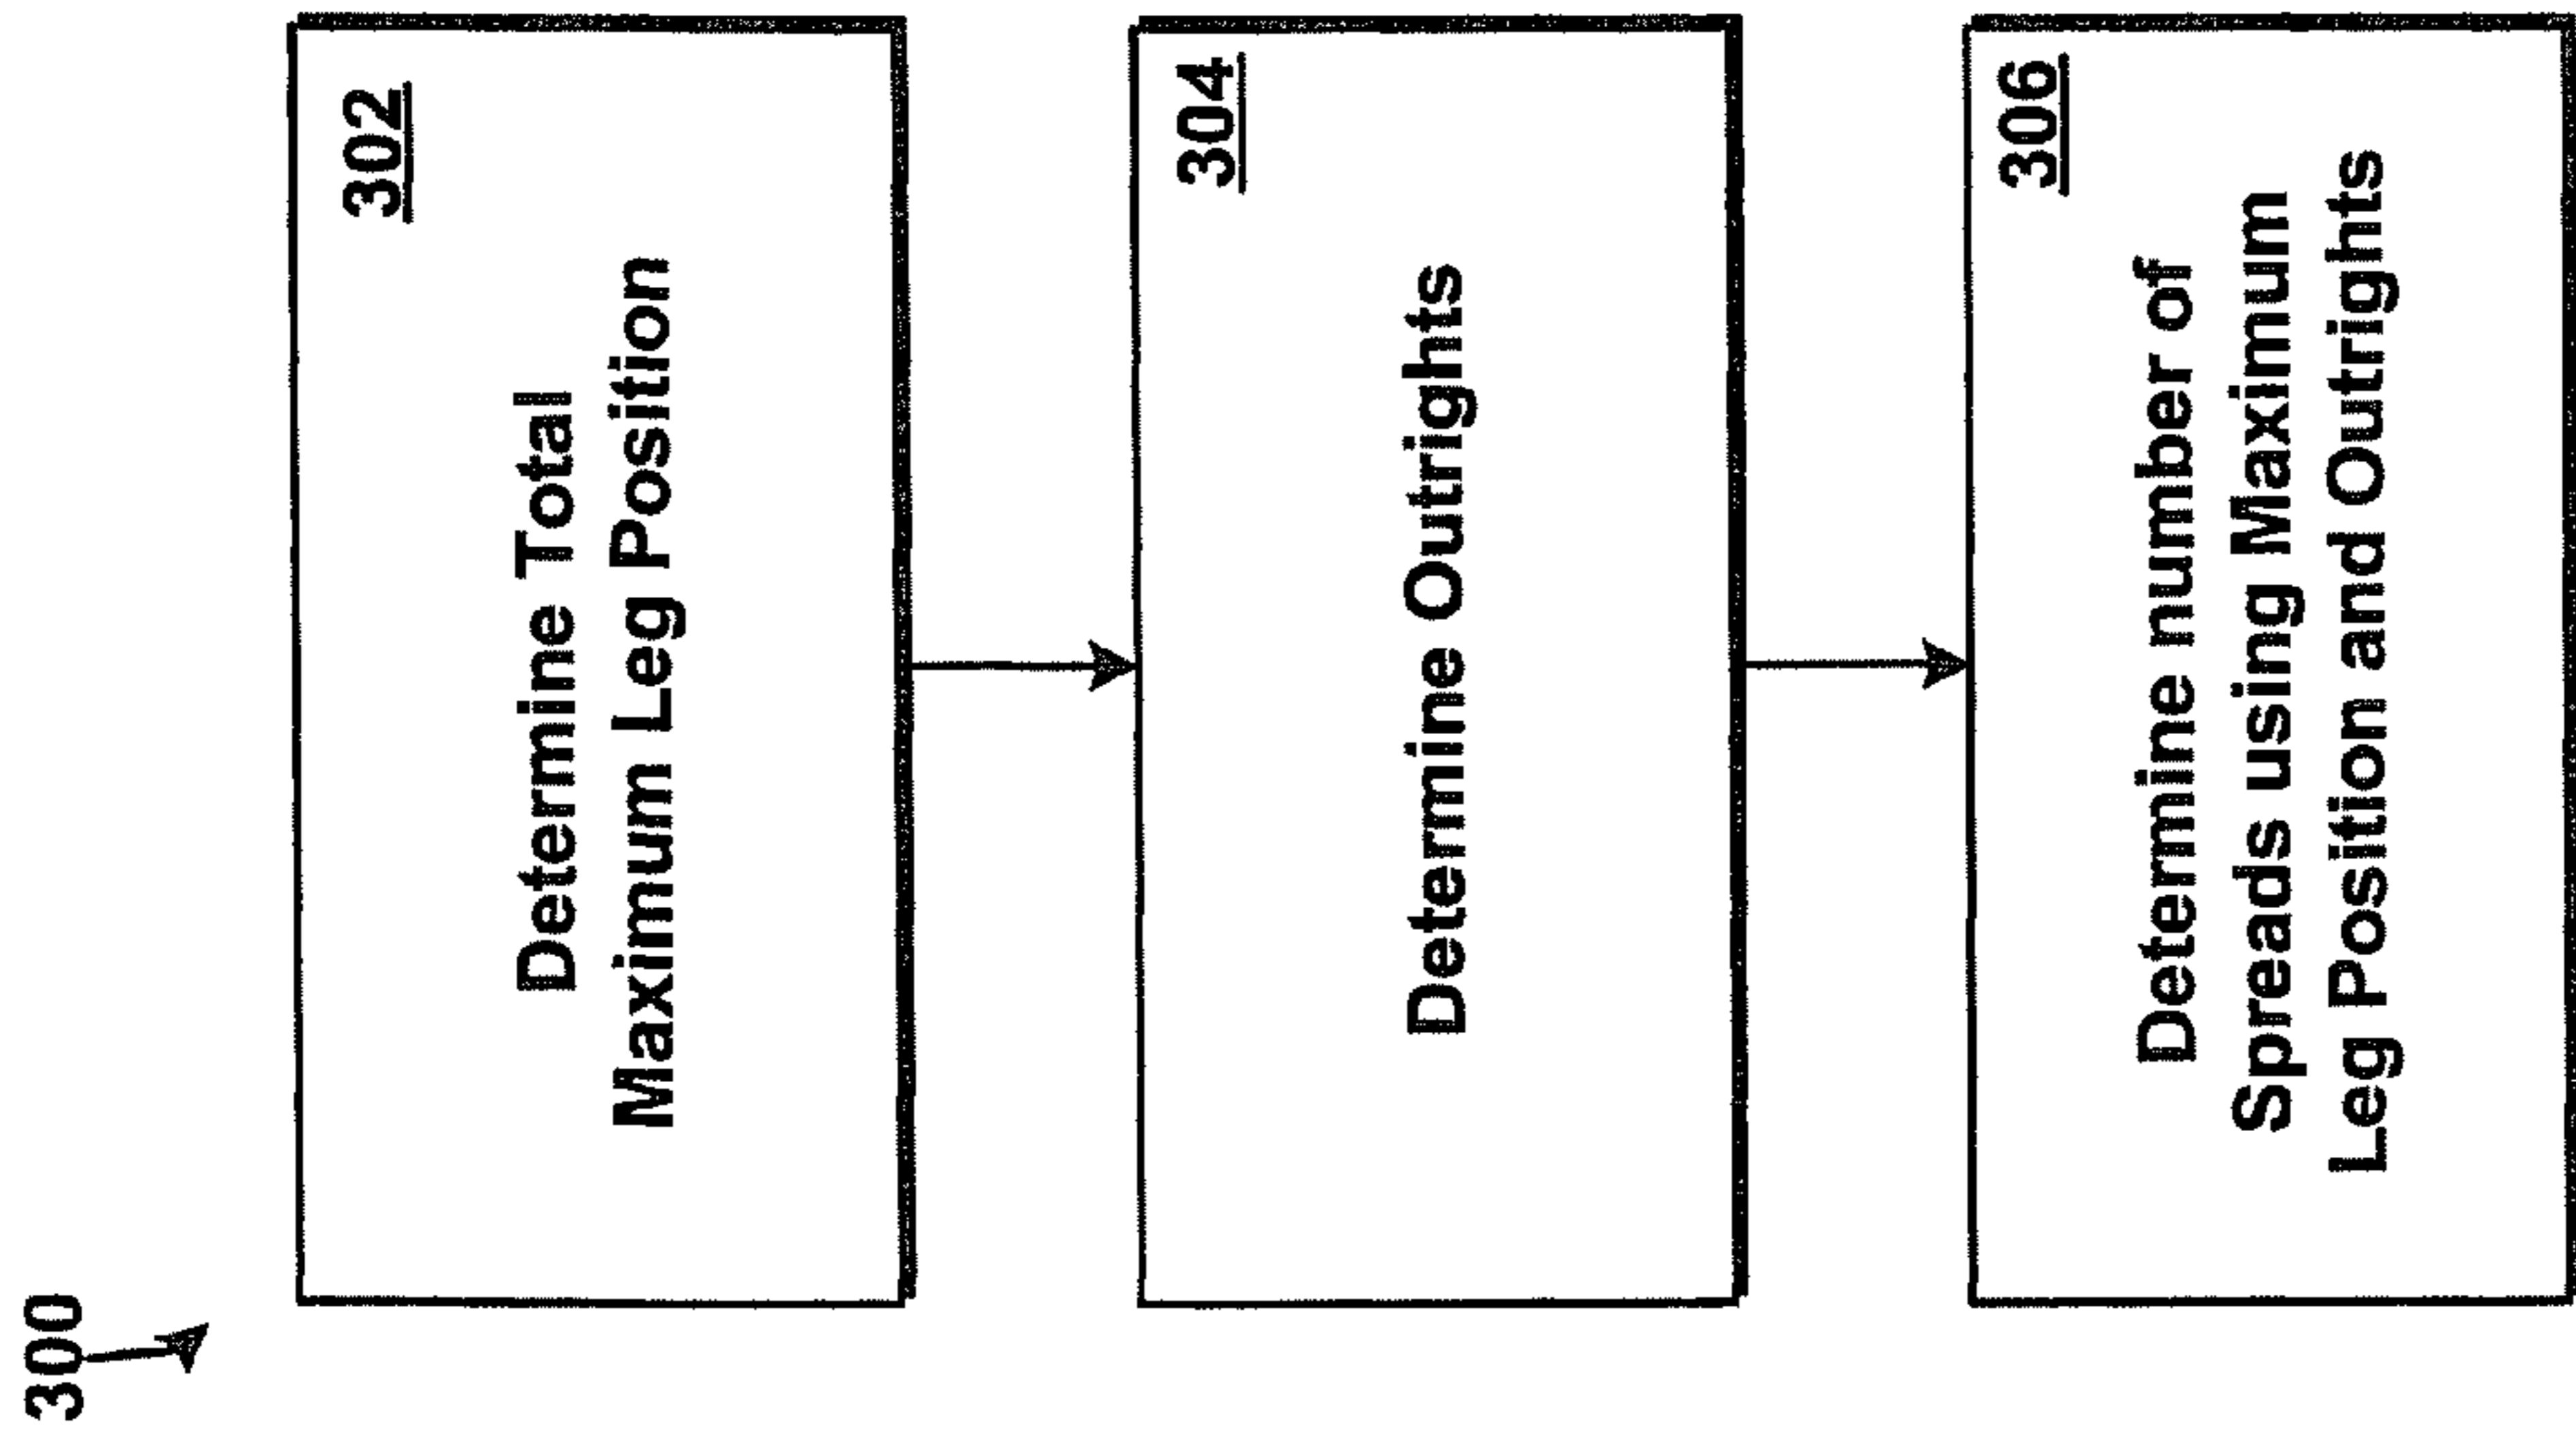 300
302
Determine Total
Maximum Leg Position
304
Determine Outrights
306
Determine number of
Spreads using Maximum
Leg Position and Outrights